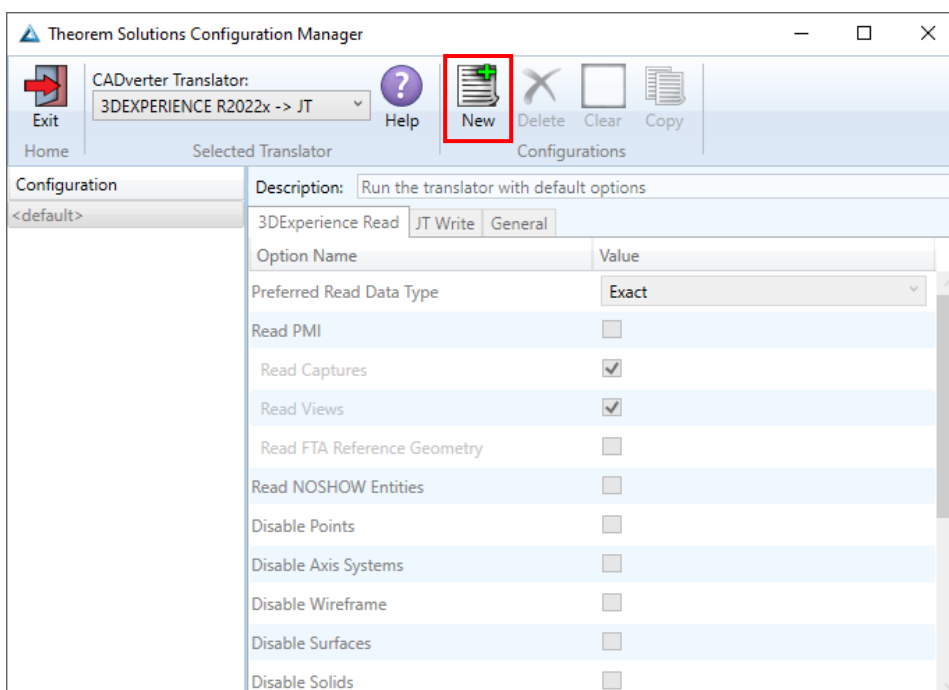 Theorem Solutions Configuration Manager
CADverter Translator:
3DEXPERIENCE R2022x -> JT
Exit
Help
New
Delete
Clear
Copy
Home
Selected Translator
Configurations
Configuration
Description: Run the translator with default options
<default>
3DExperience Read JT Write General
Option Name Value
Preferred Read Data Type Exact
Read PMI
Read Captures
Read Views
Read FTA Reference Geometry
Read NOSHOW Entities
Disable Points
Disable Axis Systems
Disable Wireframe
Disable Surfaces
Disable Solids